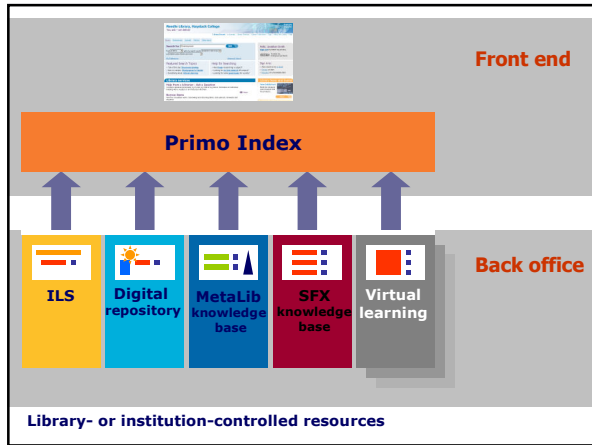 Front end
Primo Index
Back office
ILS
Digital
repository
MetaLib
knowledge
base
SFX
knowledge
base
Virtual
learning
Library- or institution-controlled resources